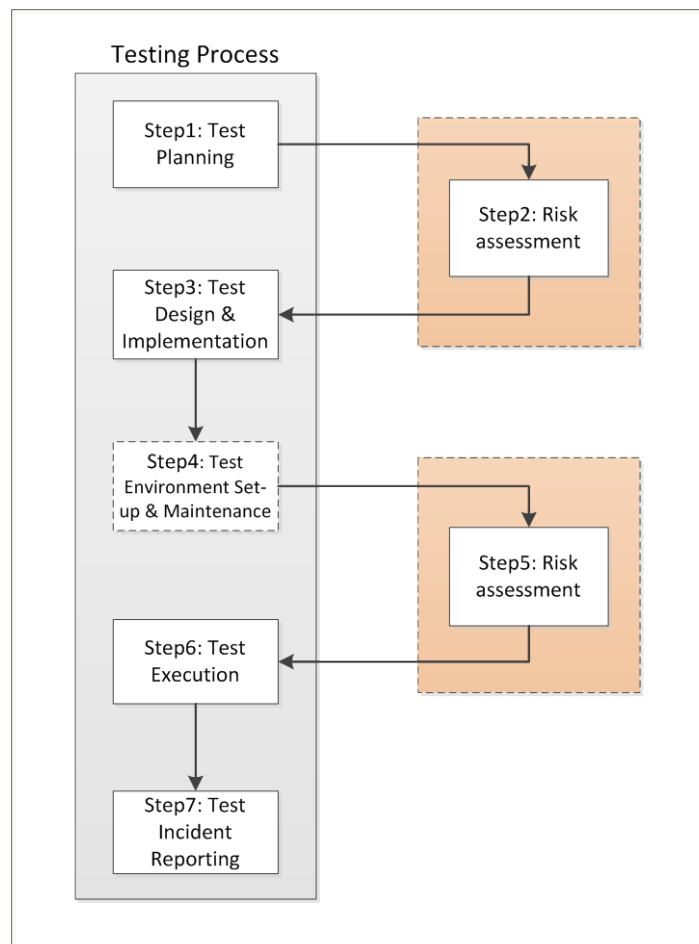 Testing Process
Step1: Test
Planning
Step2: Risk
assessment
Step3: Test
Design &
Implementation
Step4: Test
Environment Set-
up & Maintenance
Step5: Risk
assessment
Step6: Test
Execution
Step7: Test
Incident
Reporting